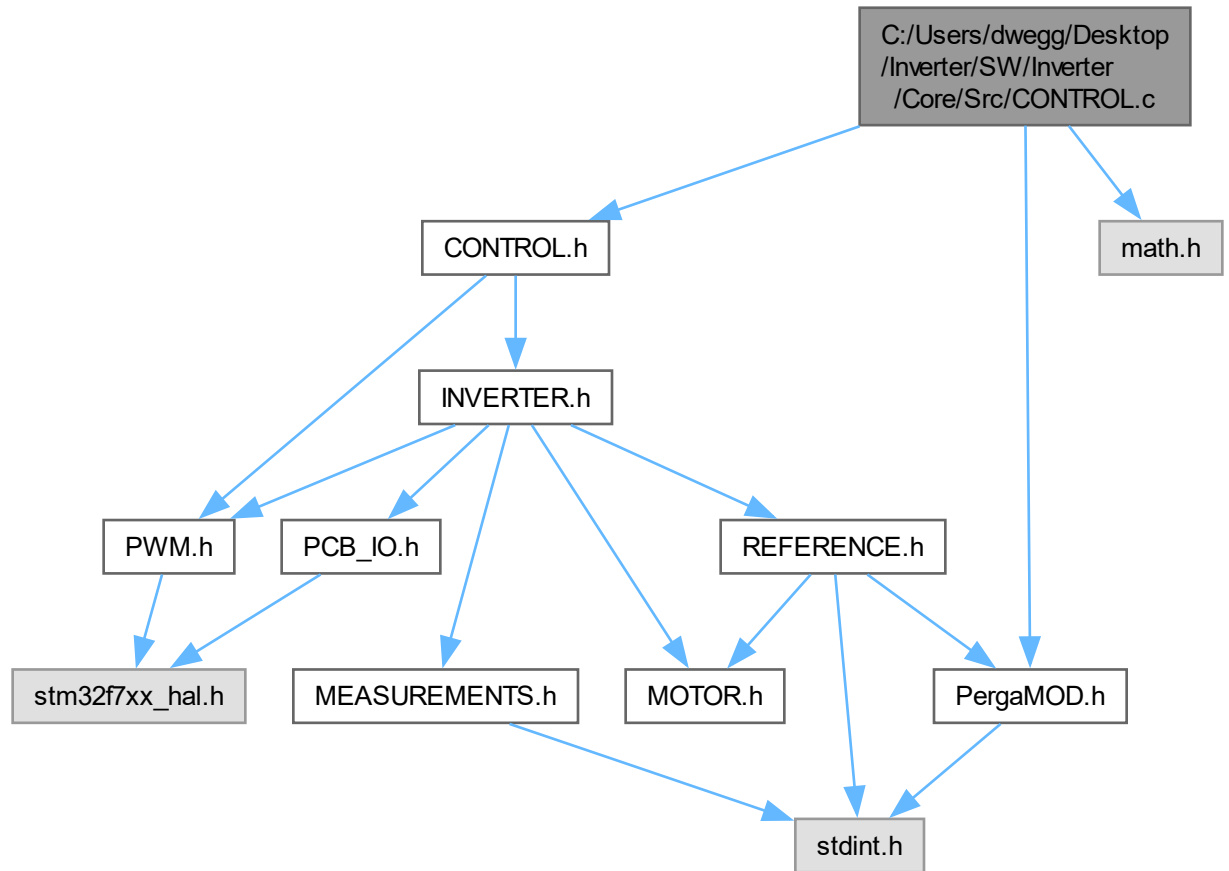 C:/Users/dwegg/Desktop
/Inverter/SW/Inverter
/Core/Src/CONTROL.c
CONTROL.h
math.h
INVERTER.h
PWM.h
PCB_IO.h
REFERENCE.h
stm32f7xx_hal.h
MEASUREMENTS.h
MOTOR.h
PergaMOD.h
stdint.h